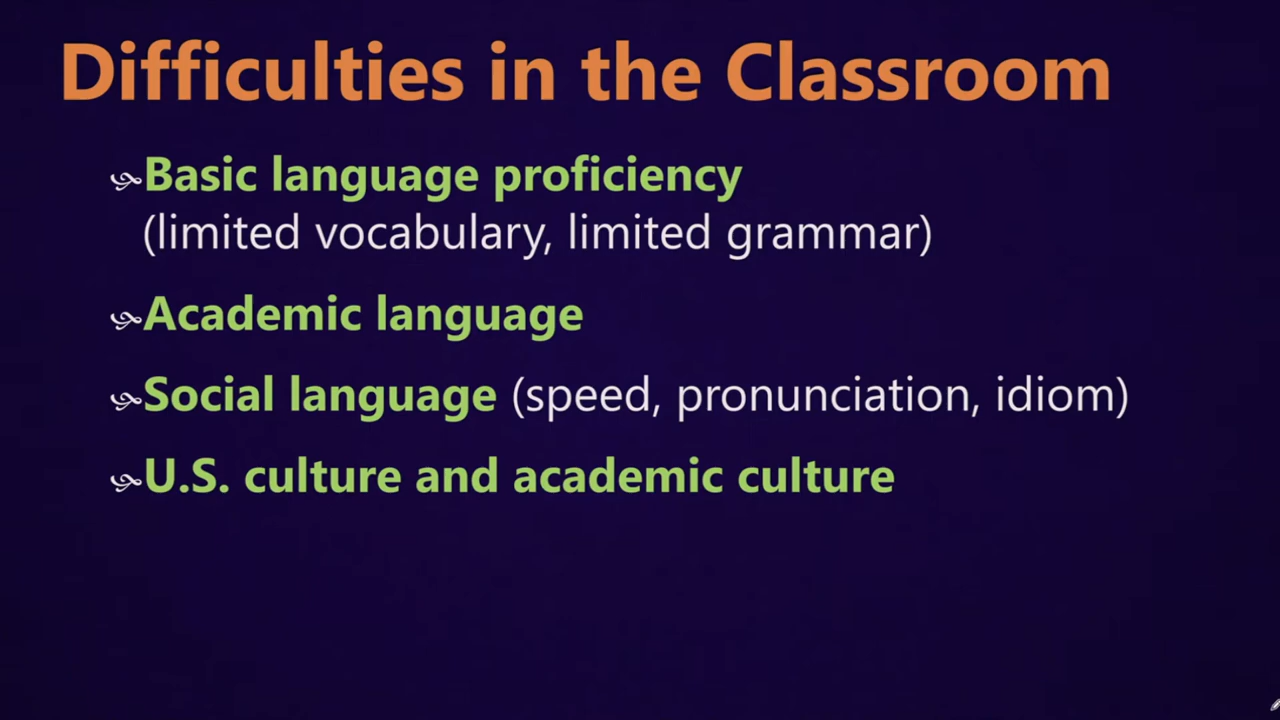 Difficulties in the Classroom
Basic language proficiency
(limited vocabulary, limited grammar)
Academic language
Social language (speed, pronunciation, idiom)
U.S. culture and academic culture